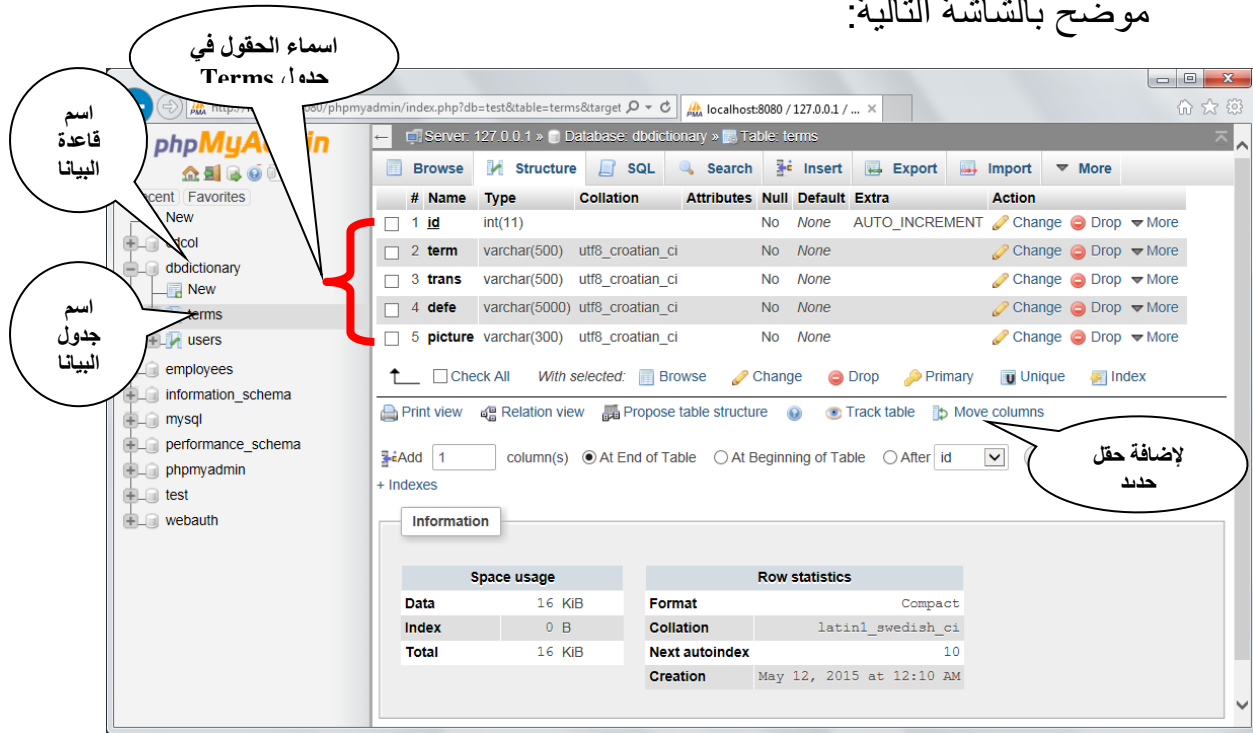 موضح بالشاشة التالية:
اسماء الحقول في
جدول Terms
اسم
قاعدة
البيانا
اسم
جدول
البيانا
لإضافة حقل
جديد
phpmyadmin/index.php?db=test&table=terms&target
localhost:8080 / 127.0.0.1 / ...
phpMyAdmin
Favorites
New
dbdictionary
New
terms
users
employees
information_schema
mysql
performance_schema
phpmyadmin
test
webauth
Server: 127.0.0.1 » Database: dbdictionary » Table: terms
Browse Structure SQL Search Insert Export Import More
# Name Type Collation Attributes Null Default Extra Action
1 id int(11) No None AUTO_INCREMENT Change Drop More
2 term varchar(500) utf8_croatian_ci No None Change Drop More
3 trans varchar(500) utf8_croatian_ci No None Change Drop More
4 defe varchar(5000) utf8_croatian_ci No None Change Drop More
5 picture varchar(300) utf8_croatian_ci No None Change Drop More
Check All With selected: Browse Change Drop Primary Unique Index
Print view Relation view Propose table structure Track table Move columns
Add 1 column(s) At End of Table At Beginning of Table After id
+ Indexes
Information
Space usage
Data 16 KiB
Index 0 B
Total 16 KiB
Row statistics
Format Compact
Collation latin1_swedish_ci
Next autoindex 10
Creation May 12, 2015 at 12:10 AM